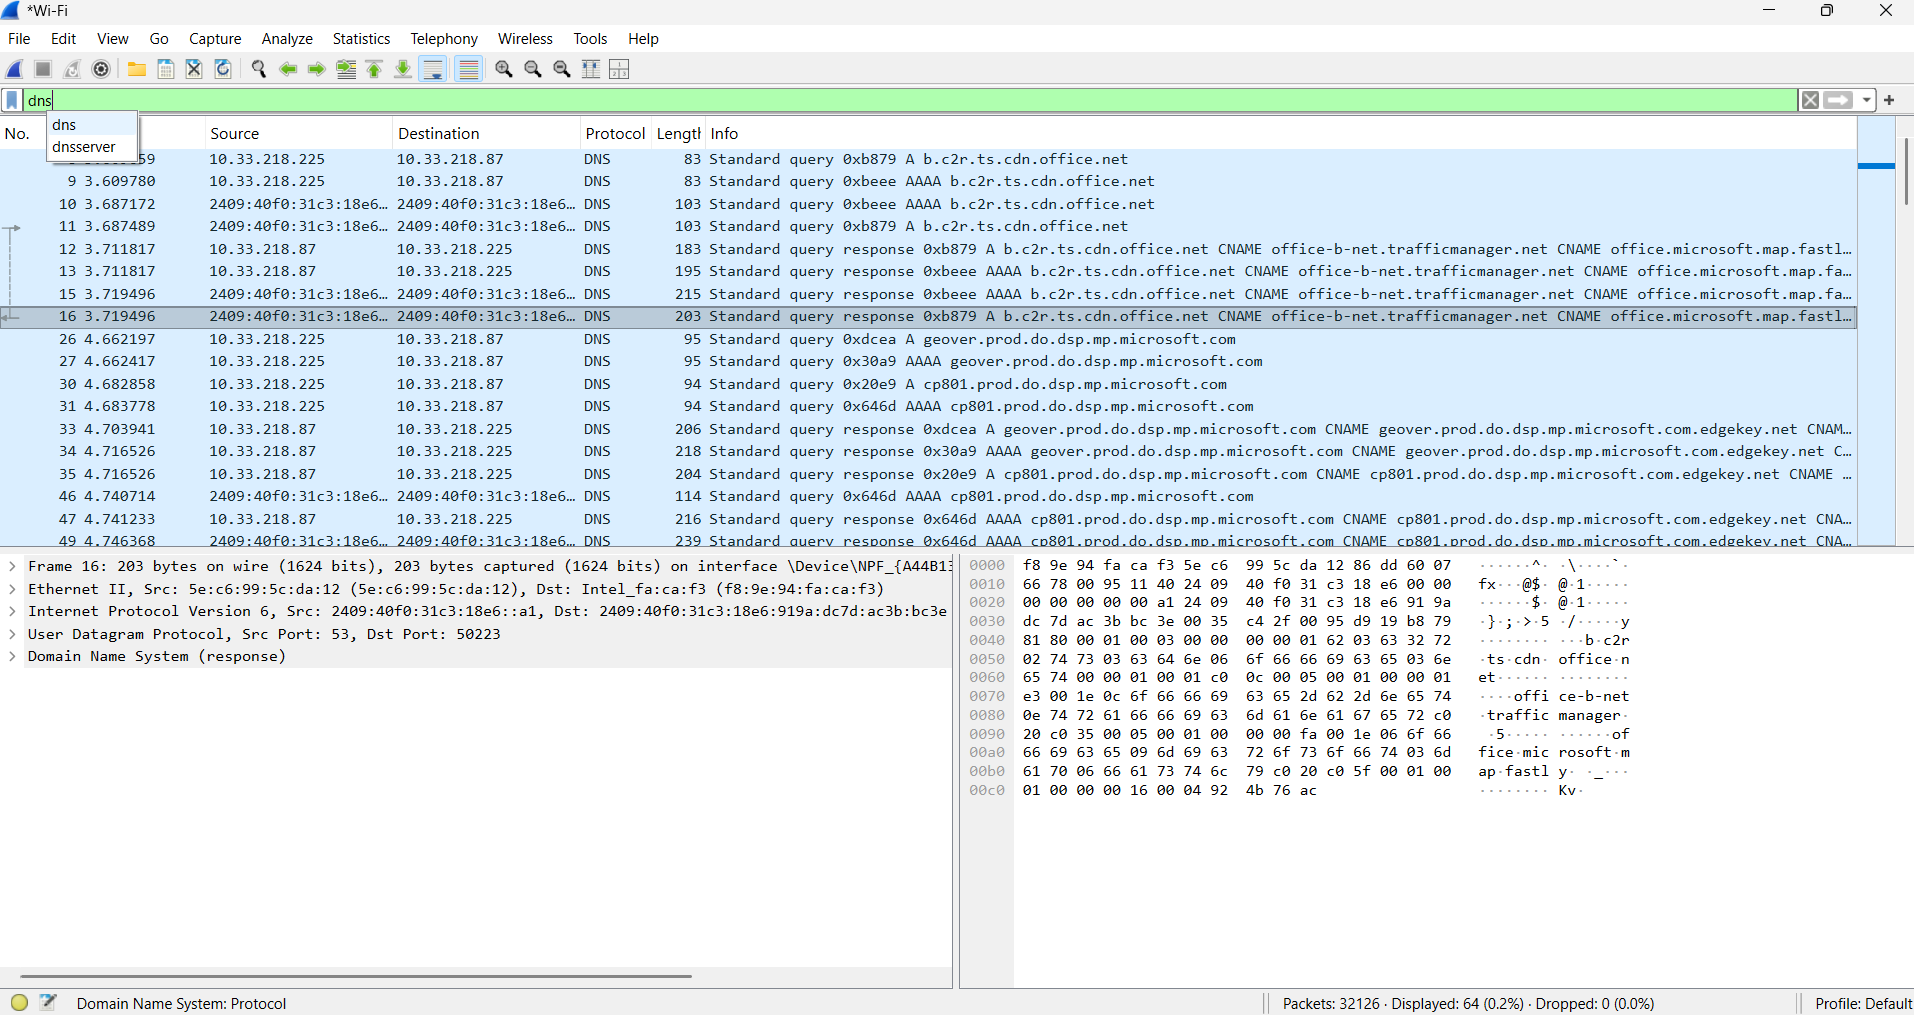 *Wi-Fi
File Edit View Go Capture Analyze Statistics Telephony Wireless Tools Help
dns
dns
dnsserver
No. Source Destination Protocol Length Info
59 10.33.218.225 10.33.218.87 DNS 83 Standard query 0xb879 A b.c2r.ts.cdn.office.net
9 3.609780 10.33.218.225 10.33.218.87 DNS 83 Standard query 0xbeee AAAA b.c2r.ts.cdn.office.net
10 3.687172 2409:40f0:31c3:18e6… 2409:40f0:31c3:18e6… DNS 103 Standard query 0xbeee AAAA b.c2r.ts.cdn.office.net
11 3.687489 2409:40f0:31c3:18e6… 2409:40f0:31c3:18e6… DNS 103 Standard query 0xb879 A b.c2r.ts.cdn.office.net
12 3.711817 10.33.218.87 10.33.218.225 DNS 183 Standard query response 0xb879 A b.c2r.ts.cdn.office.net CNAME office-b-net.trafficmanager.net CNAME office.microsoft.map.fastl…
13 3.711817 10.33.218.87 10.33.218.225 DNS 195 Standard query response 0xbeee AAAA b.c2r.ts.cdn.office.net CNAME office-b-net.trafficmanager.net CNAME office.microsoft.map.fa…
15 3.719496 2409:40f0:31c3:18e6… 2409:40f0:31c3:18e6… DNS 215 Standard query response 0xbeee AAAA b.c2r.ts.cdn.office.net CNAME office-b-net.trafficmanager.net CNAME office.microsoft.map.fa…
16 3.719496 2409:40f0:31c3:18e6… 2409:40f0:31c3:18e6… DNS 203 Standard query response 0xb879 A b.c2r.ts.cdn.office.net CNAME office-b-net.trafficmanager.net CNAME office.microsoft.map.fastl…
26 4.662197 10.33.218.225 10.33.218.87 DNS 95 Standard query 0xdcea A geover.prod.do.dsp.mp.microsoft.com
27 4.662417 10.33.218.225 10.33.218.87 DNS 95 Standard query 0x30a9 AAAA geover.prod.do.dsp.mp.microsoft.com
30 4.682858 10.33.218.225 10.33.218.87 DNS 94 Standard query 0x20e9 A cp801.prod.do.dsp.mp.microsoft.com
31 4.683778 10.33.218.225 10.33.218.87 DNS 94 Standard query 0x646d AAAA cp801.prod.do.dsp.mp.microsoft.com
33 4.703941 10.33.218.87 10.33.218.225 DNS 206 Standard query response 0xdcea A geover.prod.do.dsp.mp.microsoft.com CNAME geover.prod.do.dsp.mp.microsoft.com.edgekey.net CNAM…
34 4.716526 10.33.218.87 10.33.218.225 DNS 218 Standard query response 0x30a9 AAAA geover.prod.do.dsp.mp.microsoft.com CNAME geover.prod.do.dsp.mp.microsoft.com.edgekey.net C…
35 4.716526 10.33.218.87 10.33.218.225 DNS 204 Standard query response 0x20e9 A cp801.prod.do.dsp.mp.microsoft.com CNAME cp801.prod.do.dsp.mp.microsoft.com.edgekey.net CNAME …
46 4.740714 2409:40f0:31c3:18e6… 2409:40f0:31c3:18e6… DNS 114 Standard query 0x646d AAAA cp801.prod.do.dsp.mp.microsoft.com
47 4.741233 10.33.218.87 10.33.218.225 DNS 216 Standard query response 0x646d AAAA cp801.prod.do.dsp.mp.microsoft.com CNAME cp801.prod.do.dsp.mp.microsoft.com.edgekey.net CNA…
49 4.746368 2409:40f0:31c3:18e6… 2409:40f0:31c3:18e6… DNS 239 Standard query response 0x646d AAAA cp801.prod.do.dsp.mp.microsoft.com CNAME cp801.prod.do.dsp.mp.microsoft.com.edgekey.net CNA…
Frame 16: 203 bytes on wire (1624 bits), 203 bytes captured (1624 bits) on interface \Device\NPF_{A44B13
Ethernet II, Src: 5e:c6:99:5c:da:12 (5e:c6:99:5c:da:12), Dst: Intel_fa:ca:f3 (f8:9e:94:fa:ca:f3)
Internet Protocol Version 6, Src: 2409:40f0:31c3:18e6::a1, Dst: 2409:40f0:31c3:18e6:919a:dc7d:ac3b:bc3e
User Datagram Protocol, Src Port: 53, Dst Port: 50223
Domain Name System (response)
0000 f8 9e 94 fa ca f3 5e c6 99 5c da 12 86 dd 60 07 ······^· ·\····`·
0010 66 78 00 95 11 40 24 09 40 f0 31 c3 18 e6 00 00 fx···@$· @·1·····
0020 00 00 00 00 00 a1 24 09 40 f0 31 c3 18 e6 91 9a ······$· @·1·····
0030 dc 7d ac 3b bc 3e 00 35 c4 2f 00 95 d9 19 b8 79 ·}·;·>·5 ·/·····y
0040 81 80 00 01 00 03 00 00 00 00 01 62 03 63 32 72 ········ ···b·c2r
0050 02 74 73 03 63 64 6e 06 6f 66 66 69 63 65 03 6e ·ts·cdn· office·n
0060 65 74 00 00 01 00 01 c0 0c 00 05 00 01 00 00 01 et······ ········
0070 e3 00 1e 0c 6f 66 66 69 63 65 2d 62 2d 6e 65 74 ····offi ce-b-net
0080 0e 74 72 61 66 66 69 63 6d 61 6e 61 67 65 72 c0 ·traffic manager·
0090 20 c0 35 00 05 00 01 00 00 00 fa 00 1e 06 6f 66  ·5····· ······of
00a0 66 69 63 65 09 6d 69 63 72 6f 73 6f 66 74 03 6d fice·mic rosoft·m
00b0 61 70 06 66 61 73 74 6c 79 c0 20 c0 5f 00 01 00 ap·fastl y· ·_···
00c0 01 00 00 00 16 00 04 92 4b 76 ac ········ Kv·
Domain Name System: Protocol Packets: 32126 · Displayed: 64 (0.2%) · Dropped: 0 (0.0%) Profile: Default